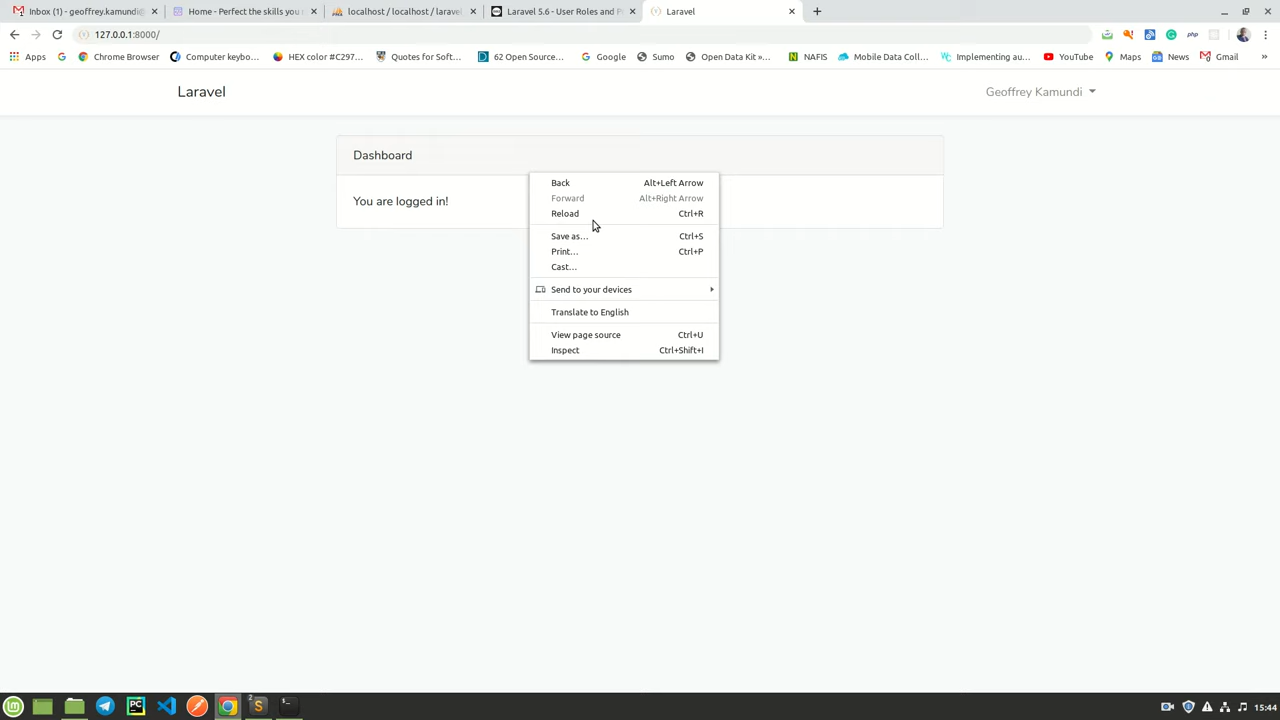 Inbox (1) - geoffrey.kamundi@
Home - Perfect the skills you
localhost / localhost / laravel
Laravel 5.6 - User Roles and P
Laravel
127.0.0.1:8000/
Apps
Chrome Browser
Computer keybo...
HEX color #C297...
Quotes for Soft...
62 Open Source...
Google
Sumo
Open Data Kit »...
NAFIS
Mobile Data Coll...
Implementing au...
YouTube
Maps
News
Gmail
»
Laravel
Geoffrey Kamundi
Dashboard
You are logged in!
Back Alt+Left Arrow
Forward Alt+Right Arrow
Reload Ctrl+R
Save as... Ctrl+S
Print... Ctrl+P
Cast...
Send to your devices
Translate to English
View page source Ctrl+U
Inspect Ctrl+Shift+I
15:44